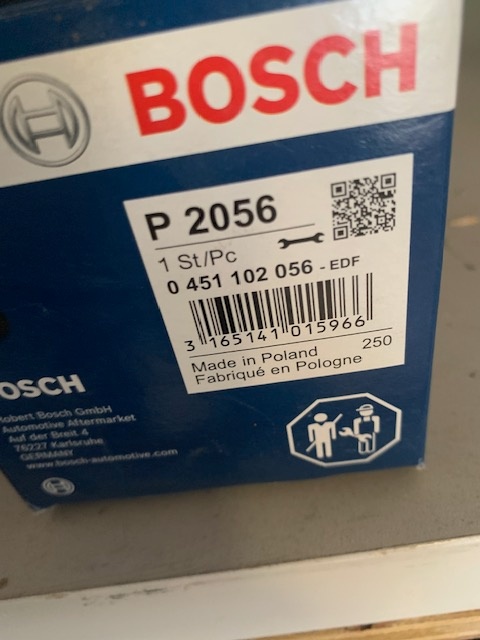 BOSCH
P 2056
1 St/Pc
0 451 102 056 - EDF
3 165141 015966
250
Made in Poland
Fabriqué en Pologne
OSCH
Robert Bosch GmbH
Automotive Aftermarket
Auf der Breit 4
76227 Karlsruhe
GERMANY
www.bosch-automotive.com